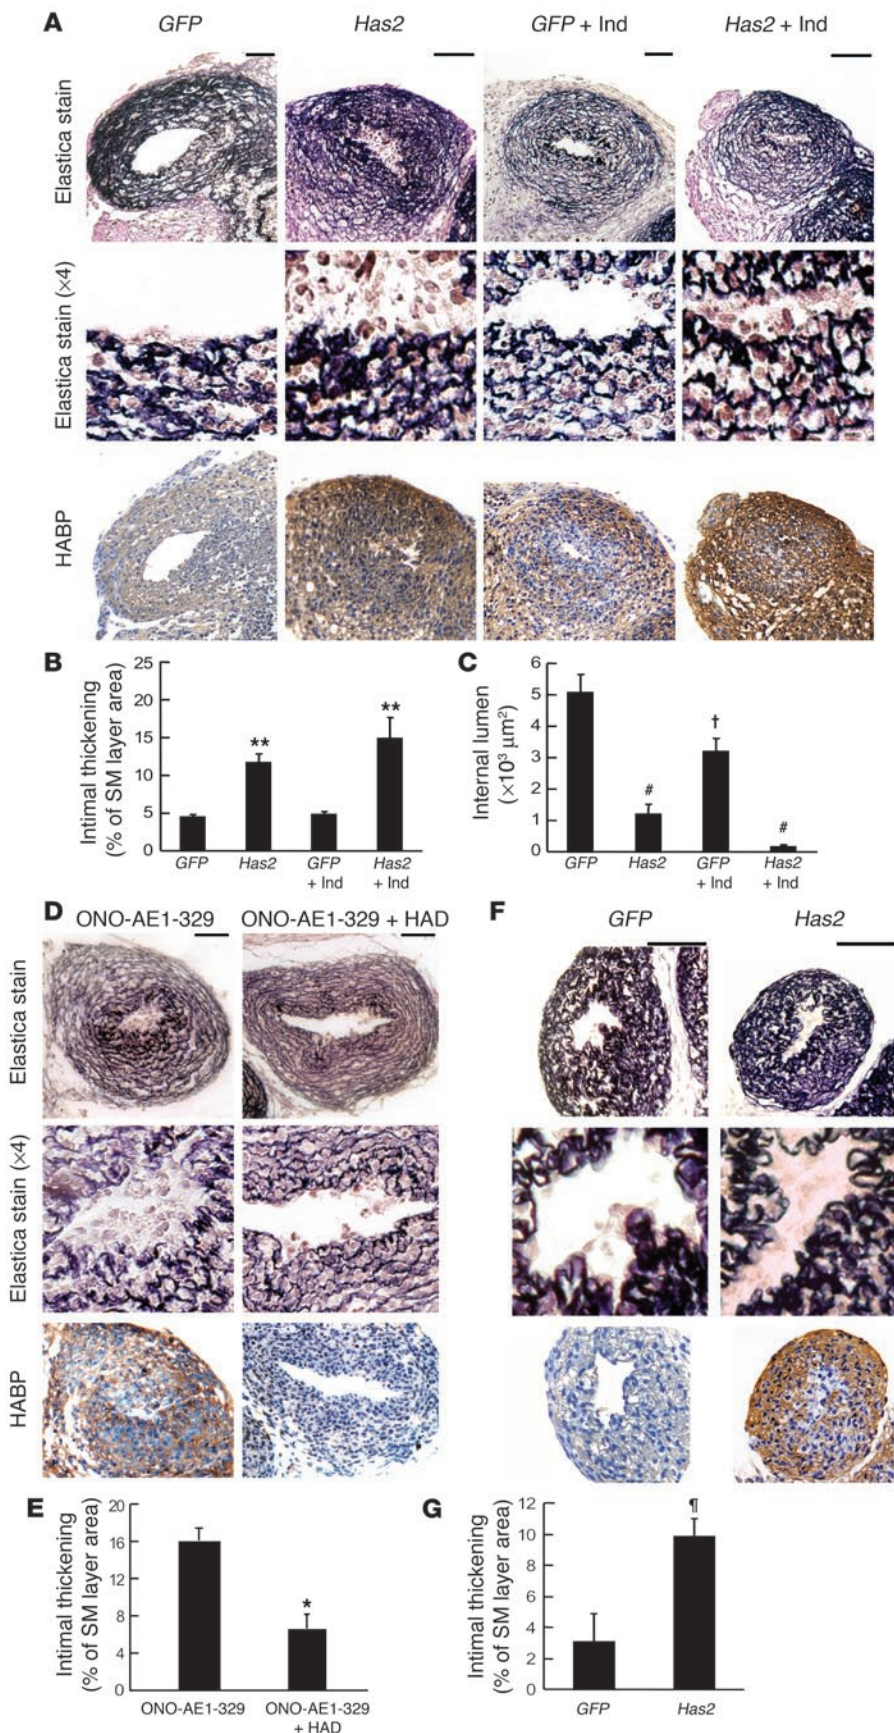 A
GFP
Has2
GFP + Ind
Has2 + Ind
Elastica stain
Elastica stain (×4)
HABP
B
Intimal thickening
(% of SM layer area)
25
20
15
10
5
0
**
**
GFP
Has2
GFP
+ Ind
Has2
+ Ind
C
Internal lumen
(×10³ μm²)
6
5
4
3
2
1
0
#
†
#
GFP
Has2
GFP
+ Ind
Has2
+ Ind
D
ONO-AE1-329
ONO-AE1-329 + HAD
Elastica stain
Elastica stain (×4)
HABP
F
GFP
Has2
E
Intimal thickening
(% of SM layer area)
20
16
12
8
4
0
*
ONO-AE1-329
ONO-AE1-329
+ HAD
G
Intimal thickening
(% of SM layer area)
12
10
8
6
4
2
0
¶
GFP
Has2